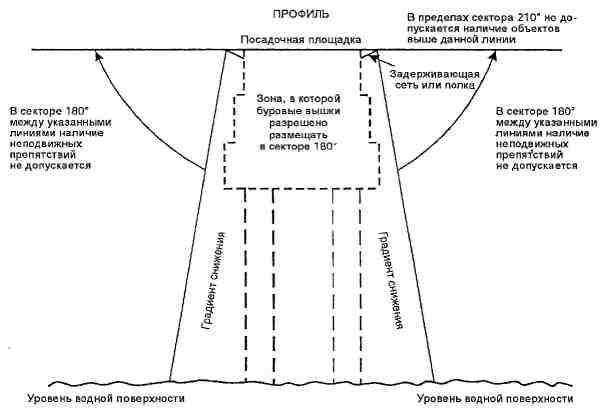 ПРОФИЛЬ
В пределах сектора 210° не до-
пускается наличие объектов
выше данной линии
Посадочная площадка
Задерживающая
сеть или полка
Зона, в которой
буровые вышки
разрешено
размещать
в секторе 180°
В секторе 180°
между указанными
линиями наличие
неподвижных
препятствий
не допускается
В секторе 180°
между указанными
линиями наличие
неподвижных
препятствий
не допускается
Градиент снижения
Градиент снижения
Уровень водной поверхности
Уровень водной поверхности